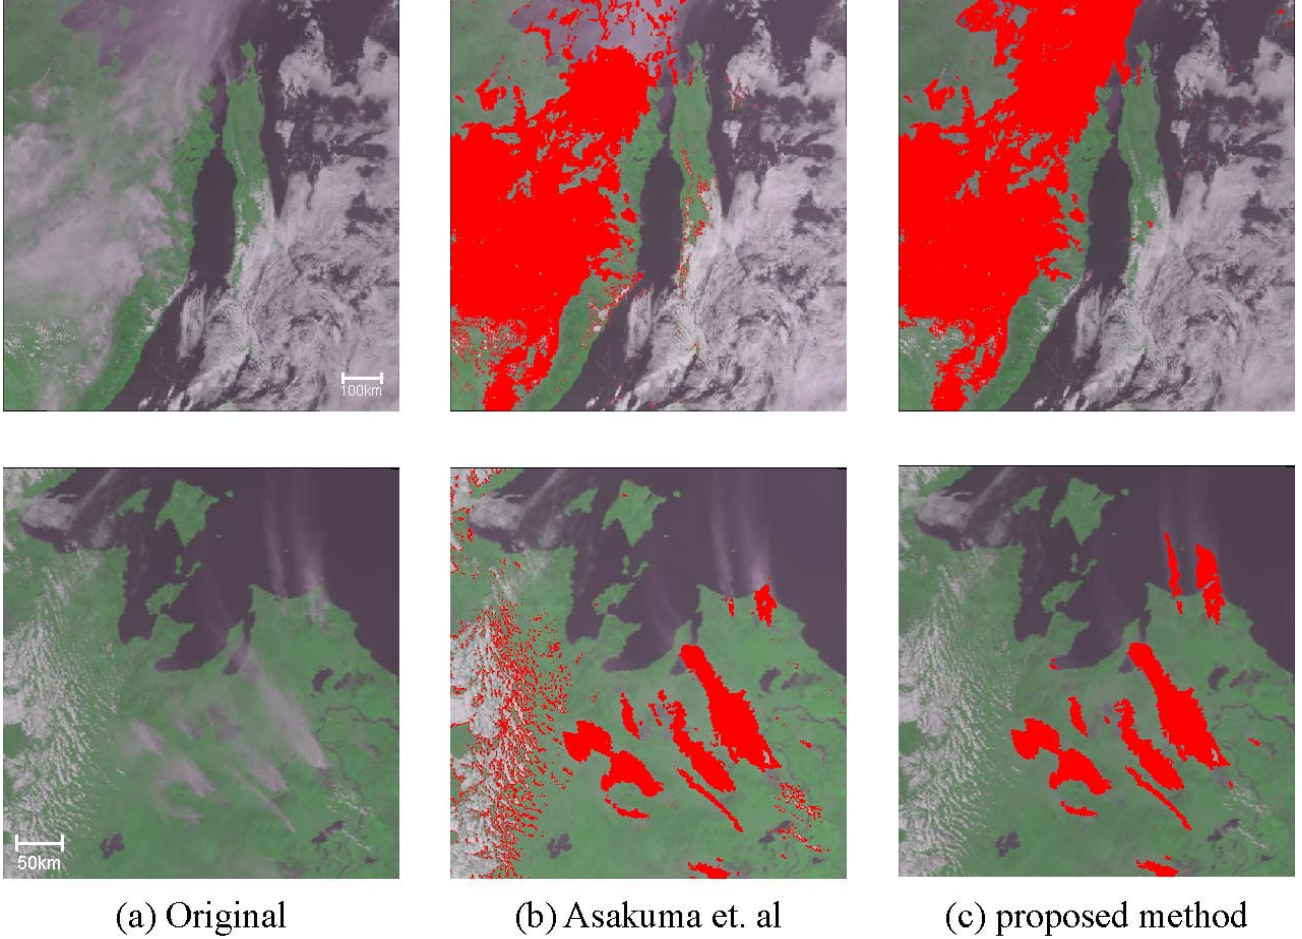 100km
50km
(a) Original
(b) Asakuma et. al
(c) proposed method